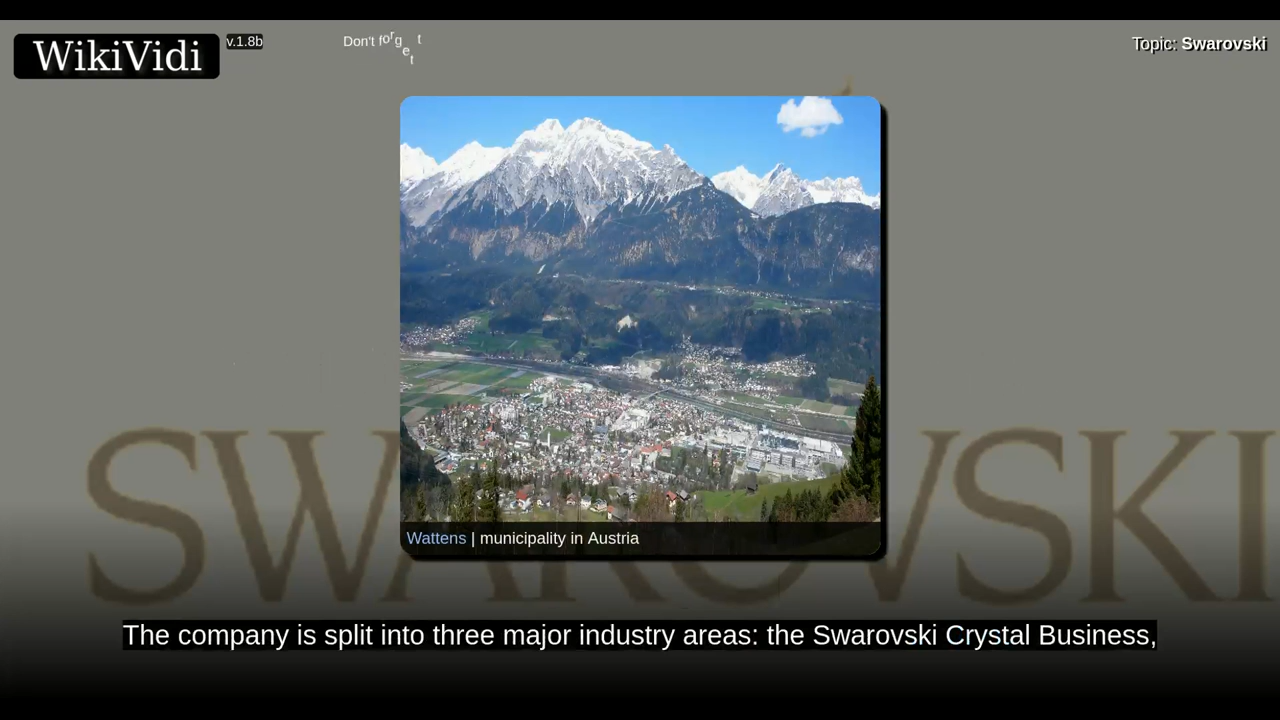 WikiVidi
v.1.8b
Don't forget
Topic: Swarovski
SWAROVSKI
Wattens | municipality in Austria
The company is split into three major industry areas: the Swarovski Crystal Business,